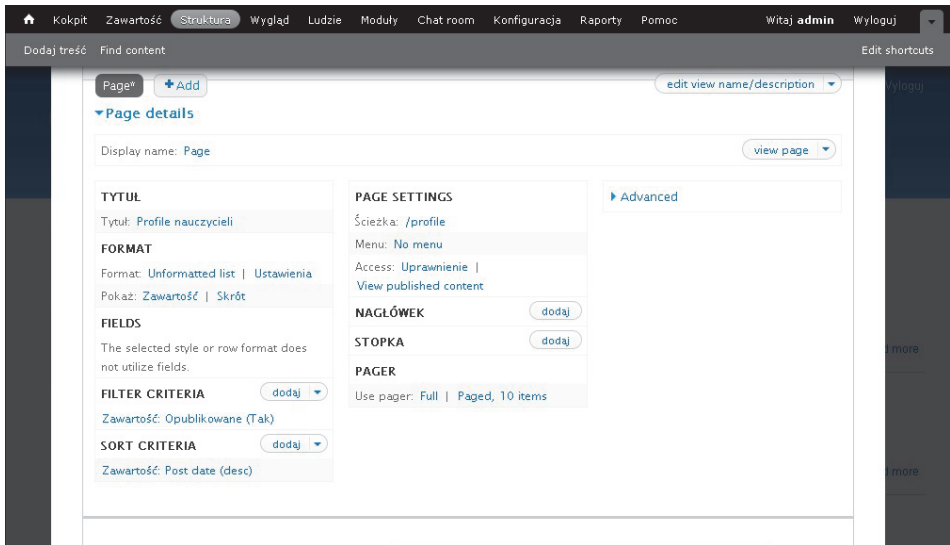 Kokpit Zawartość Struktura Wygląd Ludzie Moduły Chat room Konfiguracja Raporty Pomoc Witaj admin Wyloguj
Dodaj treść Find content Edit shortcuts
Page* +Add edit view name/description
Wyloguj
Page details
Display name: Page view page
TYTUŁ
Tytuł: Profile nauczycieli
FORMAT
Format: Unformatted list | Ustawienia
Pokaż: Zawartość | Skrót
FIELDS
The selected style or row format does
not utilize fields.
FILTER CRITERIA dodaj
Zawartość: Opublikowane (Tak)
SORT CRITERIA dodaj
Zawartość: Post date (desc)
PAGE SETTINGS
Ścieżka: /profile
Menu: No menu
Access: Uprawnienie |
View published content
NAGŁÓWEK dodaj
STOPKA dodaj
PAGER
Use pager: Full | Paged, 10 items
Advanced
more
more